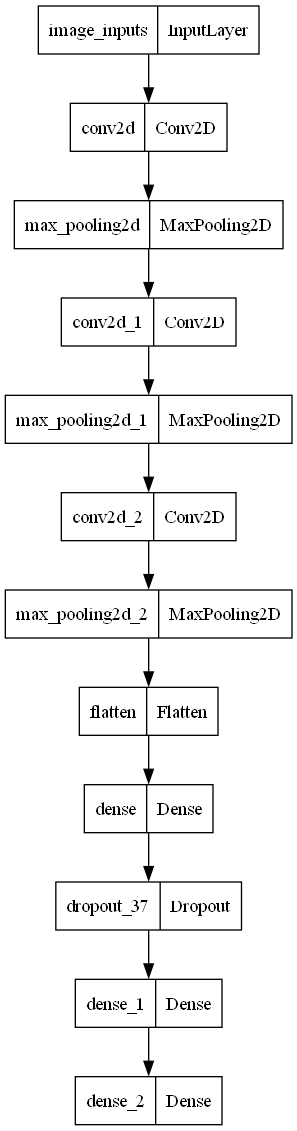 image_inputs InputLayer
conv2d Conv2D
max_pooling2d MaxPooling2D
conv2d_1 Conv2D
max_pooling2d_1 MaxPooling2D
conv2d_2 Conv2D
max_pooling2d_2 MaxPooling2D
flatten Flatten
dense Dense
dropout_37 Dropout
dense_1 Dense
dense_2 Dense